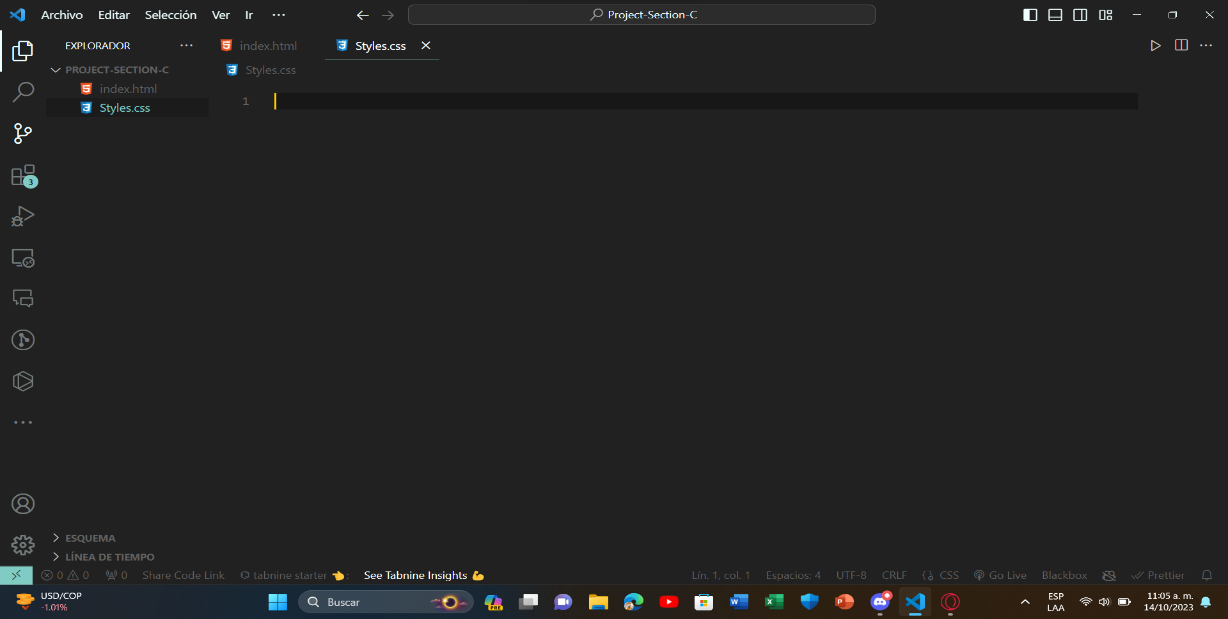 Archivo Editar Selección Ver Ir ··· Project-Section-C
EXPLORADOR ··· index.html Styles.css
PROJECT-SECTION-C Styles.css
index.html
Styles.css
1
3
ESQUEMA
LÍNEA DE TIEMPO
0 0 0 Share Code Link tabnine starter See Tabnine Insights Lín. 1, col. 1 Espacios: 4 UTF-8 CRLF CSS Go Live Blackbox Prettier
USD/COP
-1.01%
Buscar
ESP
LAA
11:05 a. m.
14/10/2023